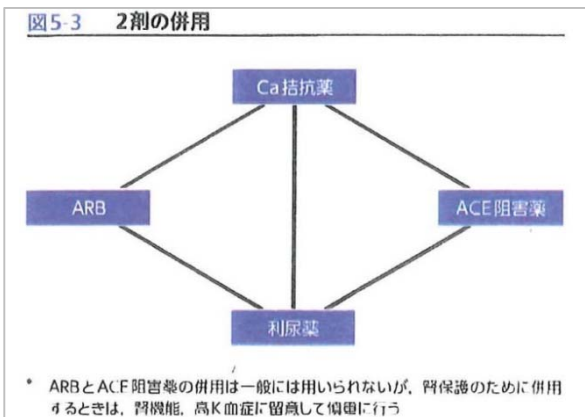 図5-3 2剤の併用
Ca拮抗薬
ARB
ACE阻害薬
利尿薬
* ARBとACE阻害薬の併用は一般には用いられないが，腎保護のために併用
するときは，腎機能，高K血症に留意して慎重に行う